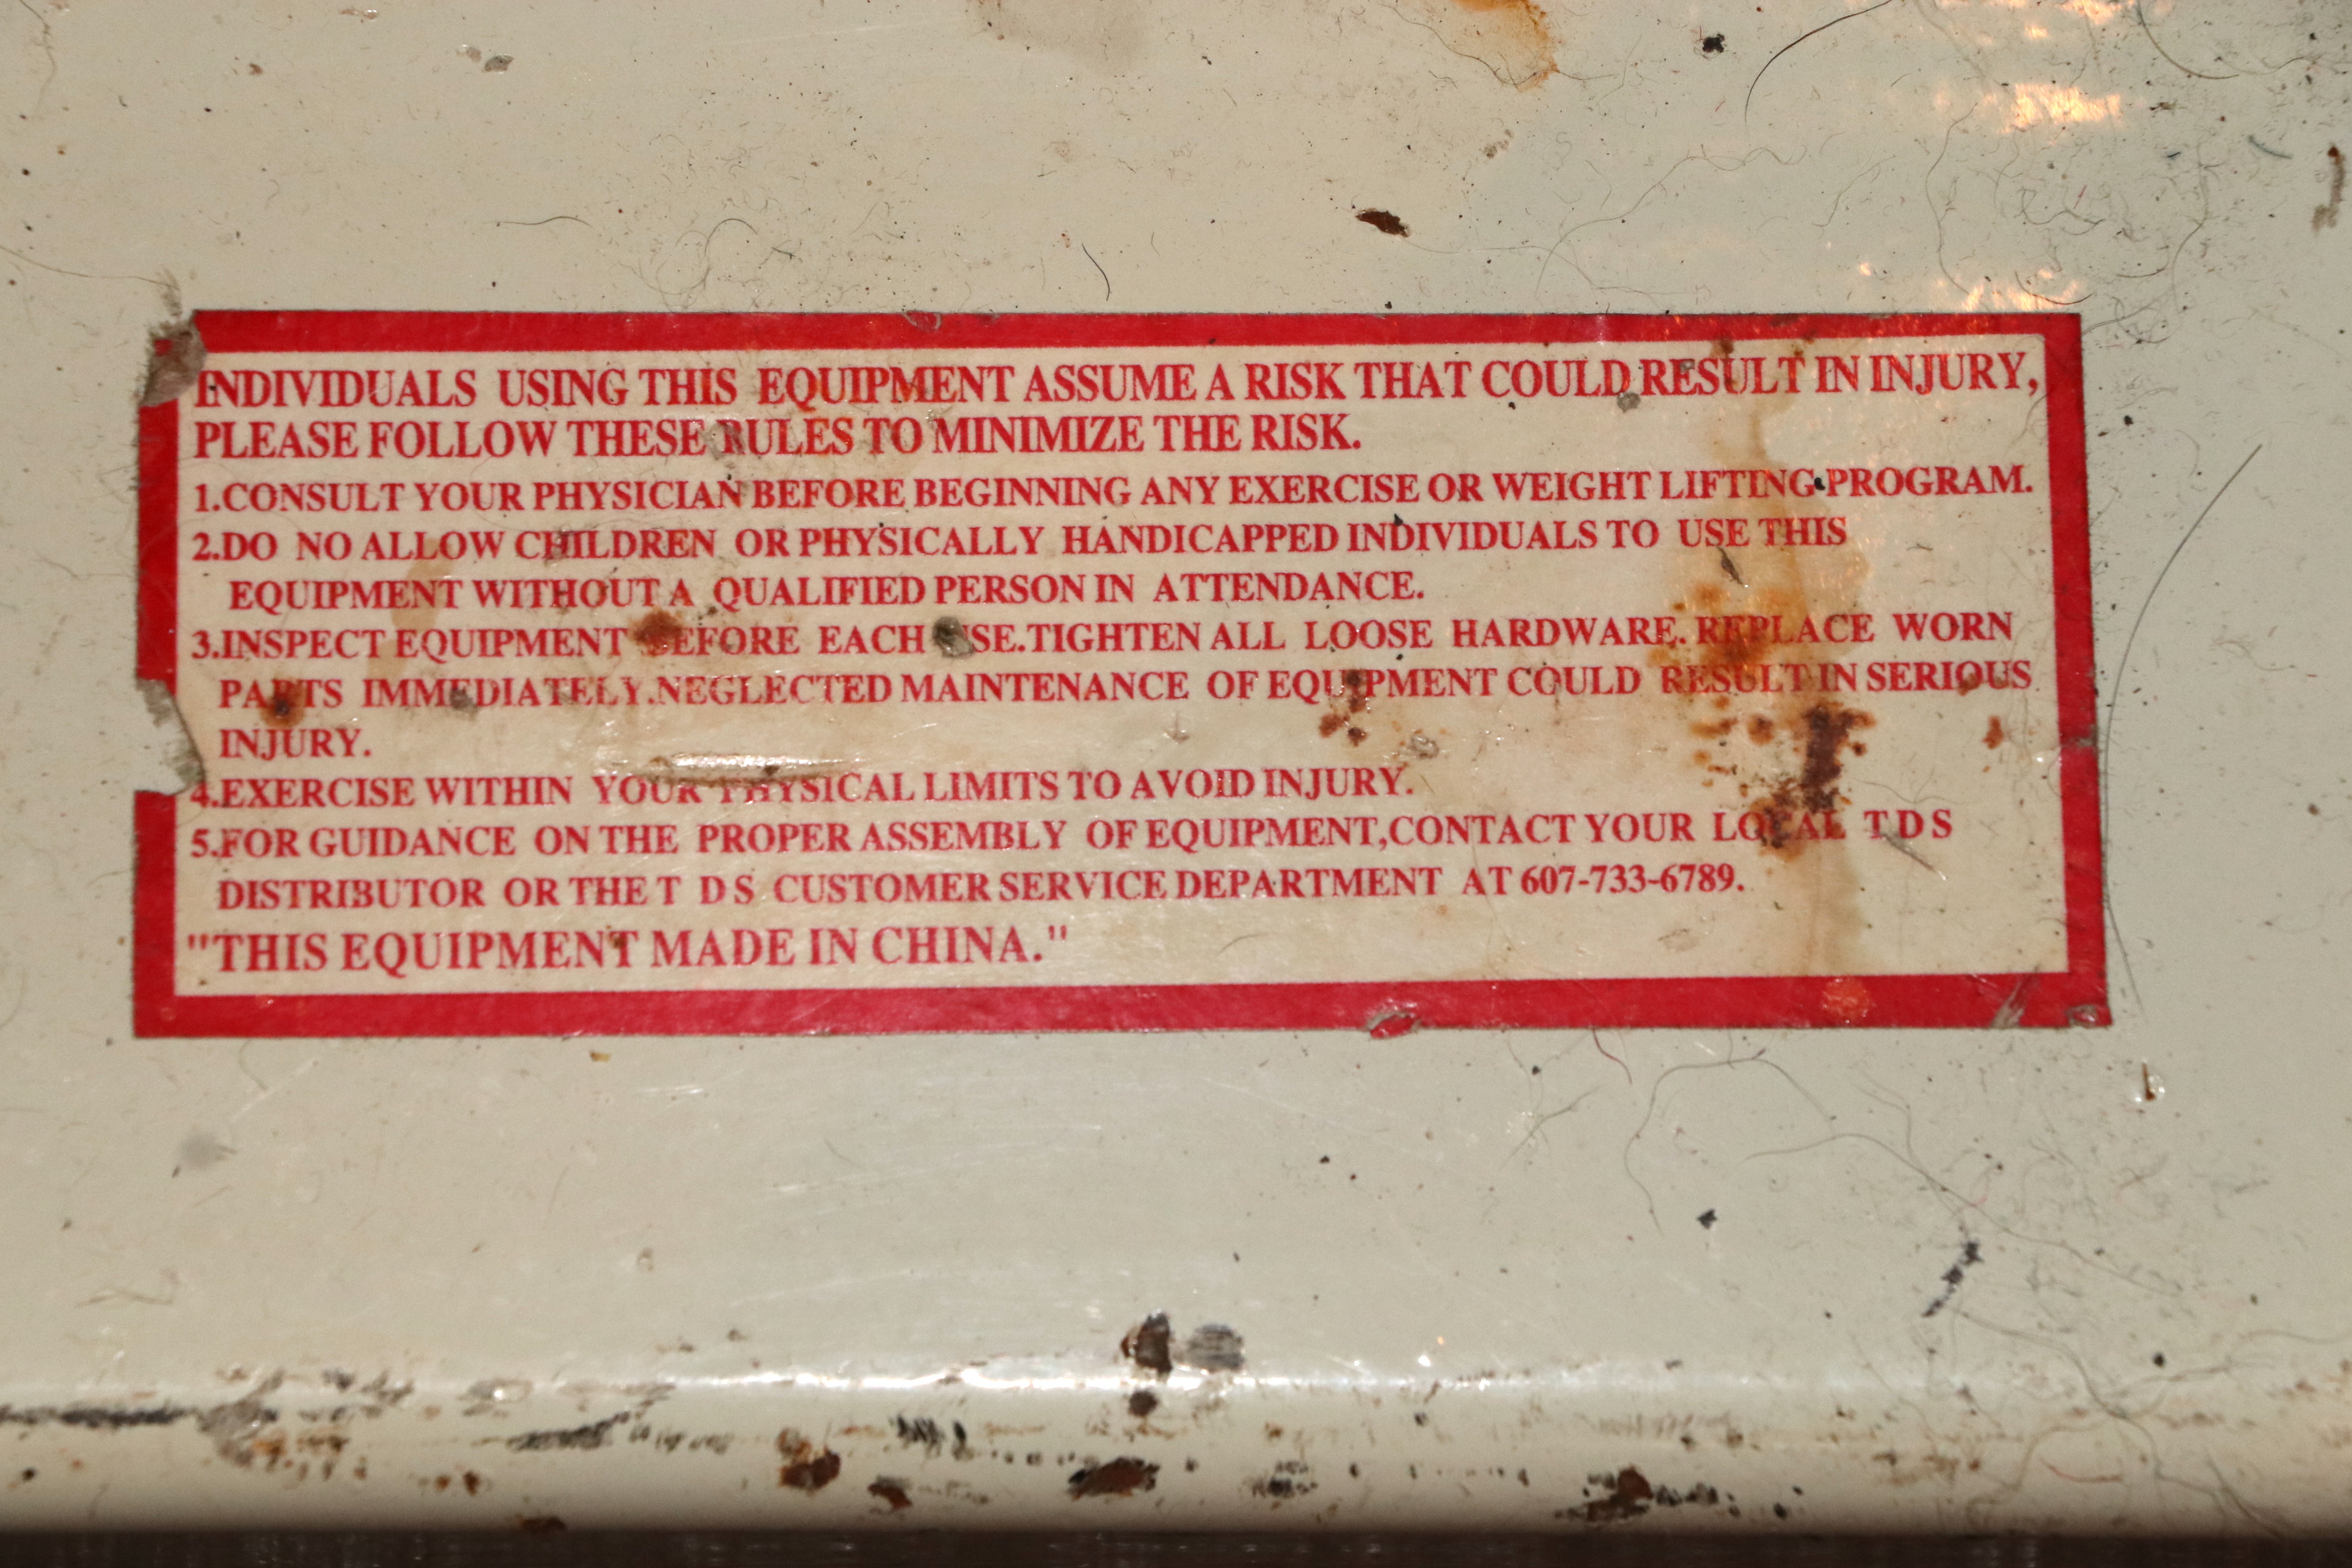 INDIVIDUALS USING THIS EQUIPMENT ASSUME A RISK THAT COULD RESULT IN INJURY,
PLEASE FOLLOW THESE RULES TO MINIMIZE THE RISK.
1.CONSULT YOUR PHYSICIAN BEFORE BEGINNING ANY EXERCISE OR WEIGHT LIFTING PROGRAM.
2.DO NO ALLOW CHILDREN OR PHYSICALLY HANDICAPPED INDIVIDUALS TO USE THIS
EQUIPMENT WITHOUT A QUALIFIED PERSON IN ATTENDANCE.
3.INSPECT EQUIPMENT BEFORE EACH USE.TIGHTEN ALL LOOSE HARDWARE. REPLACE WORN
PARTS IMMEDIATELY.NEGLECTED MAINTENANCE OF EQUIPMENT COULD RESULT IN SERIOUS
INJURY.
4.EXERCISE WITHIN YOUR PHYSICAL LIMITS TO AVOID INJURY.
5.FOR GUIDANCE ON THE PROPER ASSEMBLY OF EQUIPMENT,CONTACT YOUR LOCAL T D S
DISTRIBUTOR OR THE T D S CUSTOMER SERVICE DEPARTMENT AT 607-733-6789.
"THIS EQUIPMENT MADE IN CHINA."